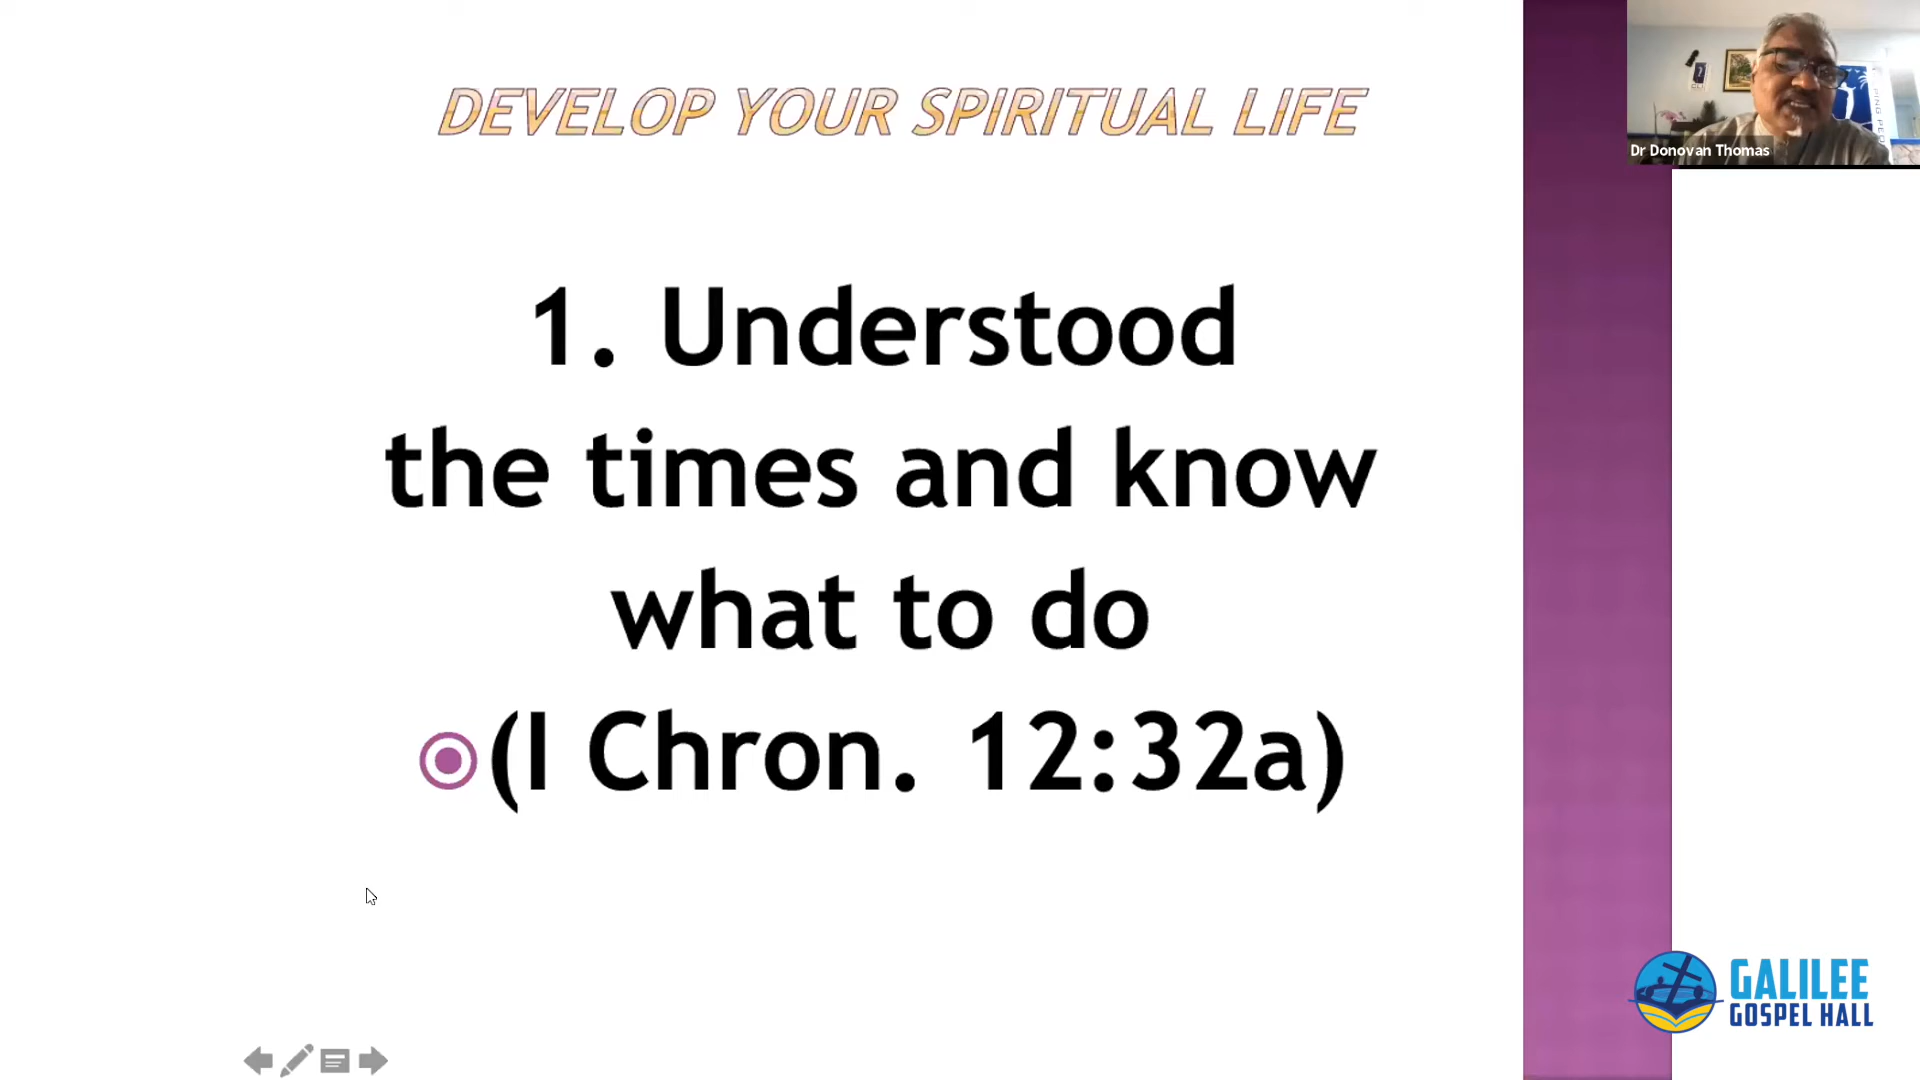 DEVELOP YOUR SPIRITUAL LIFE
Dr Donovan Thomas
1. Understood
the times and know
what to do
(I Chron. 12:32a)
GALILEE
GOSPEL HALL